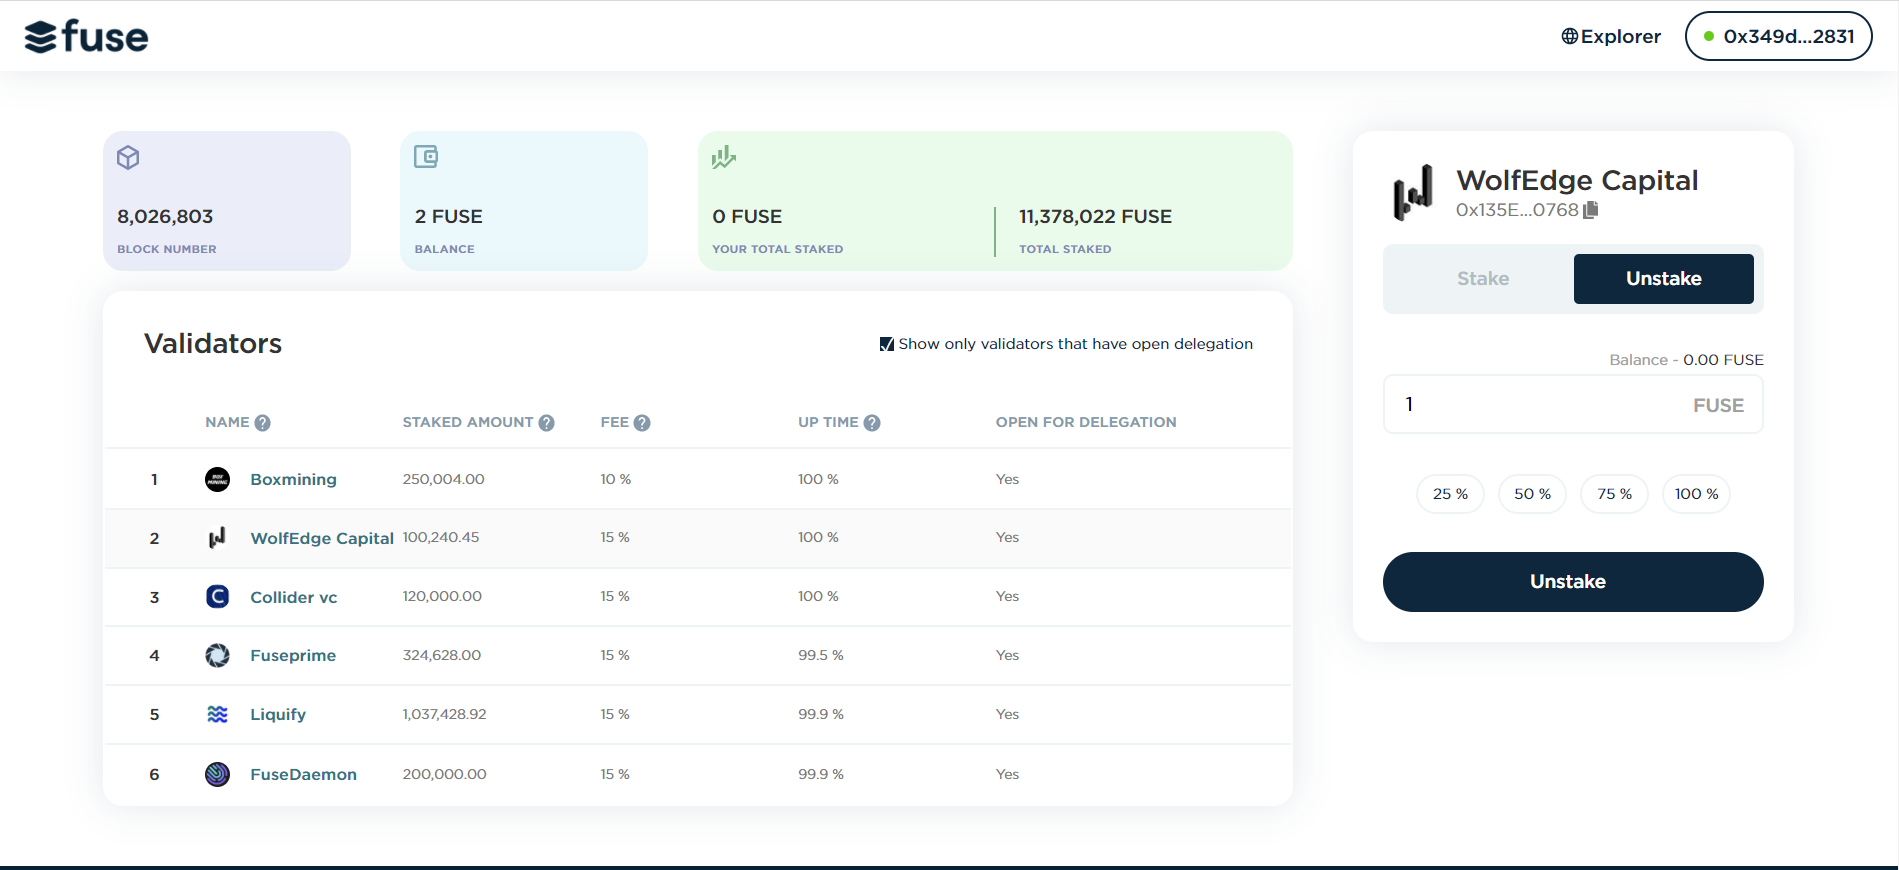 fuse
Explorer
0x349d...2831
8,026,803
BLOCK NUMBER
2 FUSE
BALANCE
0 FUSE
YOUR TOTAL STAKED
11,378,022 FUSE
TOTAL STAKED
Validators
Show only validators that have open delegation
NAME ? STAKED AMOUNT ? FEE ? UP TIME ? OPEN FOR DELEGATION
1 Boxmining 250,004.00 10 % 100 % Yes
2 WolfEdge Capital 100,240.45 15 % 100 % Yes
3 Collider vc 120,000.00 15 % 100 % Yes
4 Fuseprime 324,628.00 15 % 99.5 % Yes
5 Liquify 1,037,428.92 15 % 99.9 % Yes
6 FuseDaemon 200,000.00 15 % 99.9 % Yes
WolfEdge Capital
0x135E...0768
Stake Unstake
Balance - 0.00 FUSE
1 FUSE
25 % 50 % 75 % 100 %
Unstake